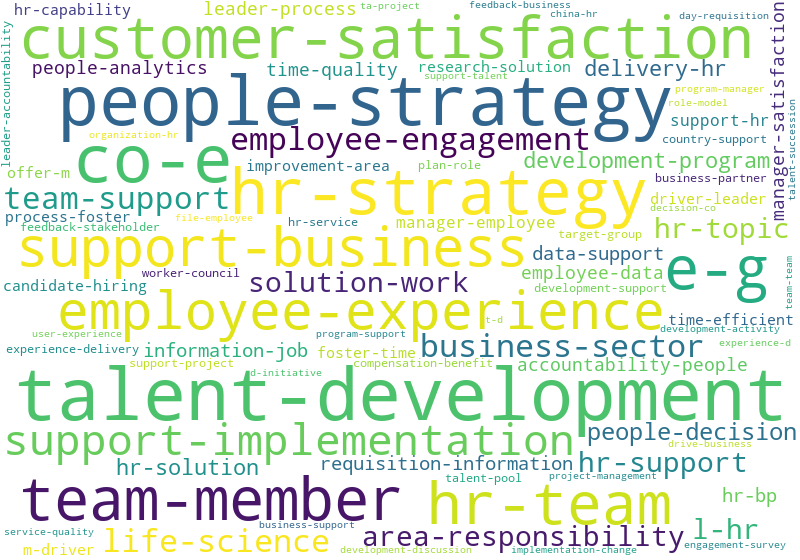 hr-capability
leader-process
ta-project
feedback-business
china-hr
day-requisition
customer-satisfaction
manager-satisfaction
leader-accountability
people-analytics
time-quality
research-solution
delivery-hr
support-talent
people-strategy
program-manager
role-model
talent-succession
support-hr
organization-hr
employee-engagement
country-support
co-e
improvement-area
plan-role
development-program
offer-m
business-partner
hr-strategy
team-support
driver-leader
decision-co
process-foster
file-employee
hr-service
manager-employee
feedback-stakeholder
target-group
hr-topic
support-business
data-support
e-g
worker-council
solution-work
employee-data
candidate-hiring
development-support
team-team
employee-experience
t-d
time-efficient
user-experience
program-support
development-activity
experience-delivery
information-job
foster-time
business-sector
experience-d
support-project
compensation-benefit
accountability-people
d-initiative
talent-development
support-implementation
people-decision
drive-business
hr-solution
requisition-information
hr-support
talent-pool
project-management
team-member
hr-team
hr-bp
service-quality
business-support
l-hr
m-driver
life-science
area-responsibility
development-discussion
implementation-change
engagement-survey